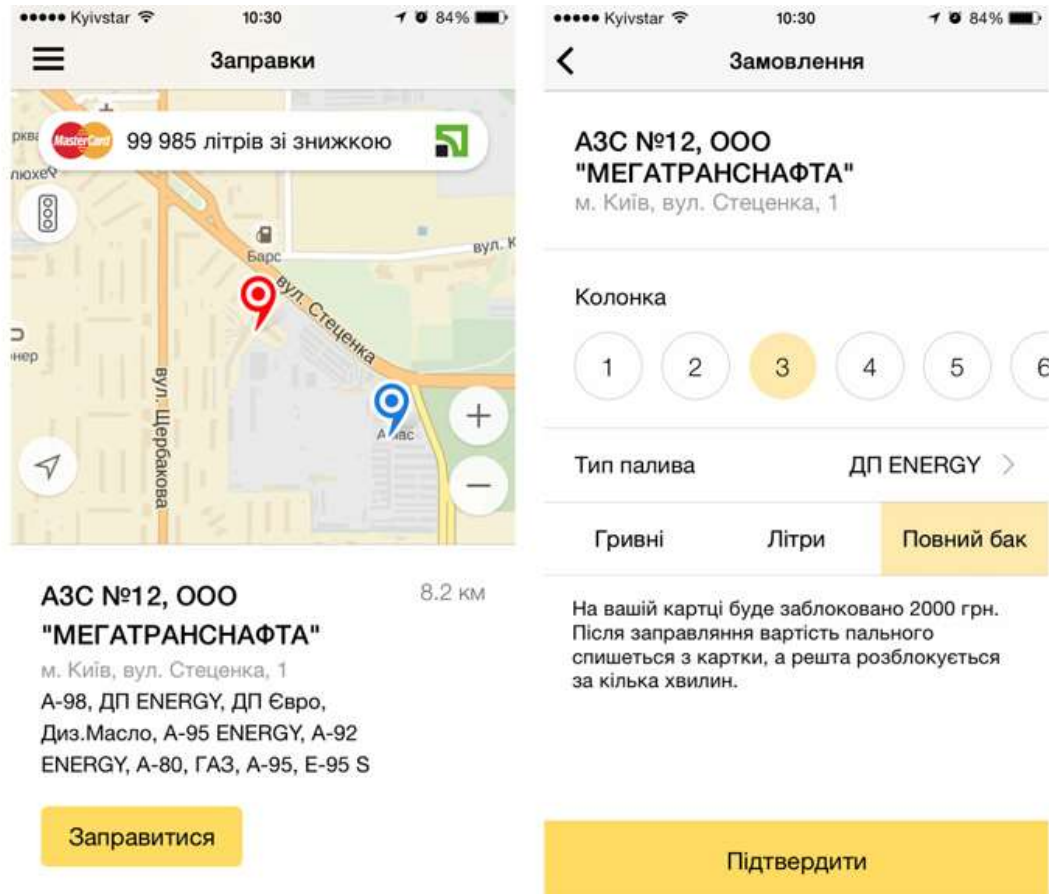 Kyivstar 10:30 84%
Заправки
MasterCard 99 985 літрів зі знижкою
Барс
вул. К
вул. Стеценка
вул. Щербакова
АЗС №12, ООО 8.2 км
"МЕГАТРАНСНАФТА"
м. Київ, вул. Стеценка, 1
А-98, ДП ENERGY, ДП Євро,
Диз.Масло, А-95 ENERGY, А-92
ENERGY, А-80, ГАЗ, А-95, Е-95 S
Заправитися
Kyivstar 10:30 84%
Замовлення
АЗС №12, ООО
"МЕГАТРАНСНАФТА"
м. Київ, вул. Стеценка, 1
Колонка
1 2 3 4 5 6
Тип палива ДП ENERGY
Гривні Літри Повний бак
На вашій картці буде заблоковано 2000 грн.
Після заправляння вартість пального
спишеться з картки, а решта розблокується
за кілька хвилин.
Підтвердити